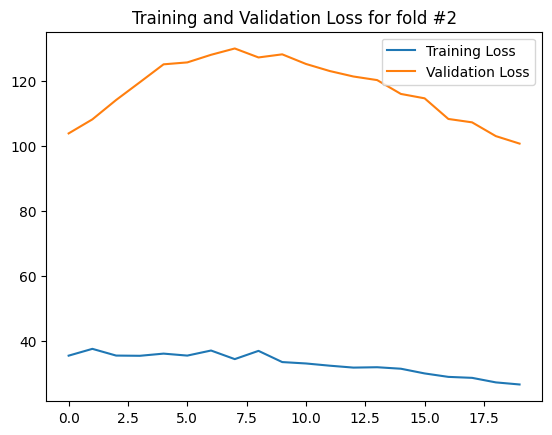 Training and Validation Loss for fold #2
Training Loss
Validation Loss
120
100
80
60
40
0.0 2.5 5.0 7.5 10.0 12.5 15.0 17.5